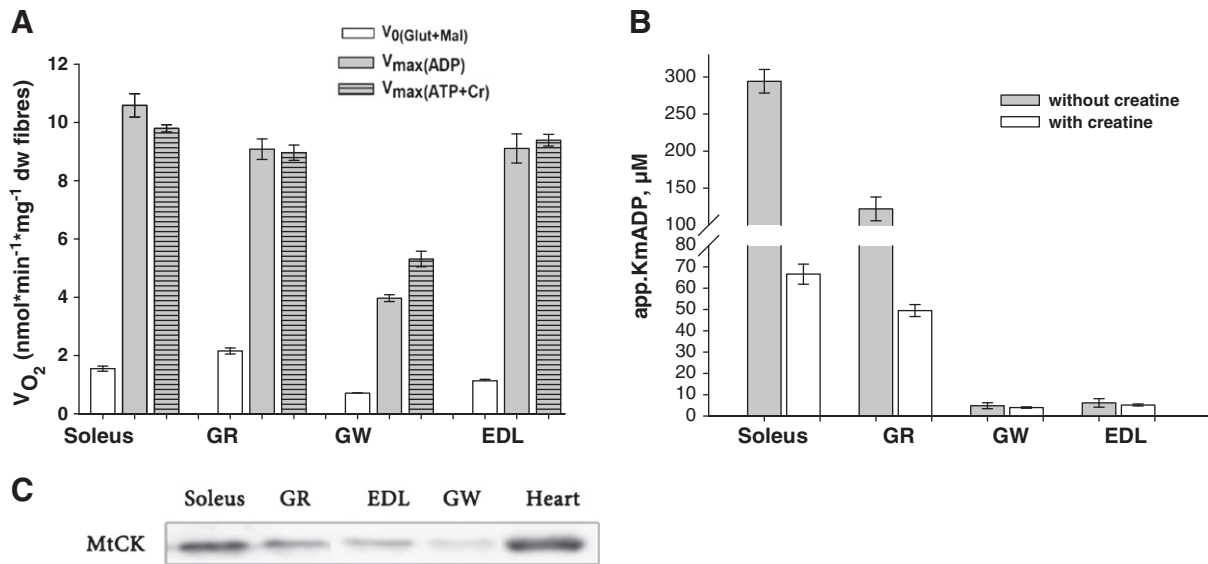 A
V0(Glut+Mal)
Vmax(ADP)
Vmax(ATP+Cr)
VO2 (nmol*min-1*mg-1 dw fibres)
12
10
8
6
4
2
0
Soleus GR GW EDL
B
without creatine
with creatine
app.KmADP, µM
300
250
200
150
100
80
70
60
50
40
30
20
10
0
Soleus GR GW EDL
C
Soleus GR EDL GW Heart
MtCK